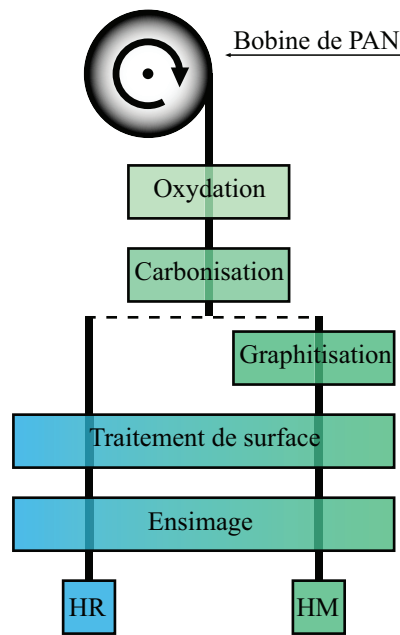 Bobine de PAN
Oxydation
Carbonisation
Graphitisation
Traitement de surface
Ensimage
HR
HM